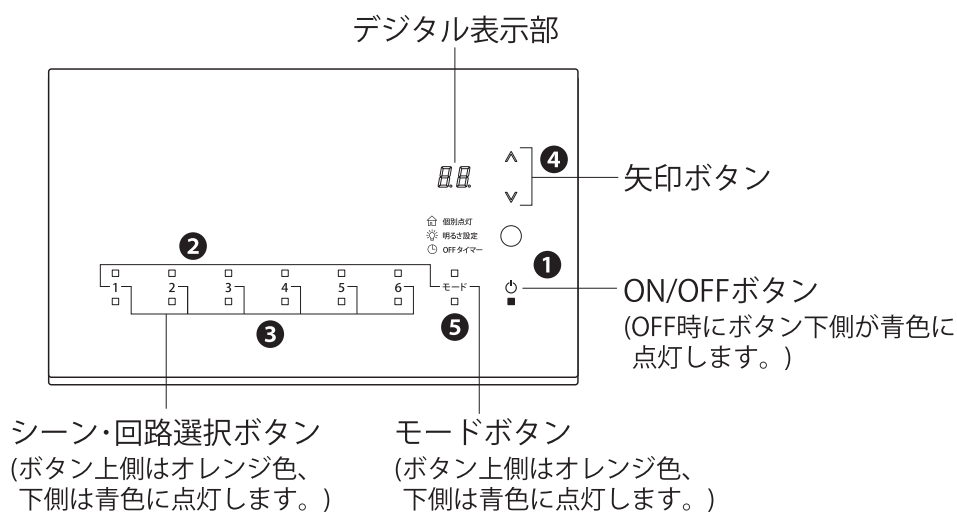 デジタル表示部
❹
矢印ボタン
8.8.
個別点灯
明るさ設定
OFFタイマー
❷
❶
1 2 3 4 5 6 モード
ON/OFFボタン
(OFF時にボタン下側が青色に
点灯します。)
❸
❺
シーン・回路選択ボタン
(ボタン上側はオレンジ色、
下側は青色に点灯します。)
モードボタン
(ボタン上側はオレンジ色、
下側は青色に点灯します。)